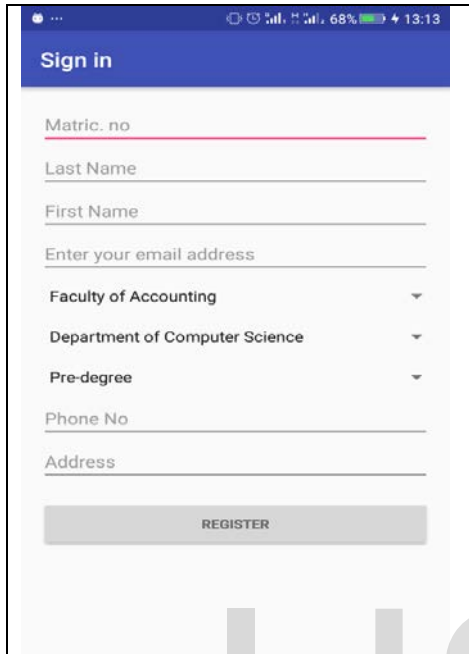 68% 13:13
Sign in
Matric. no
Last Name
First Name
Enter your email address
Faculty of Accounting
Department of Computer Science
Pre-degree
Phone No
Address
REGISTER